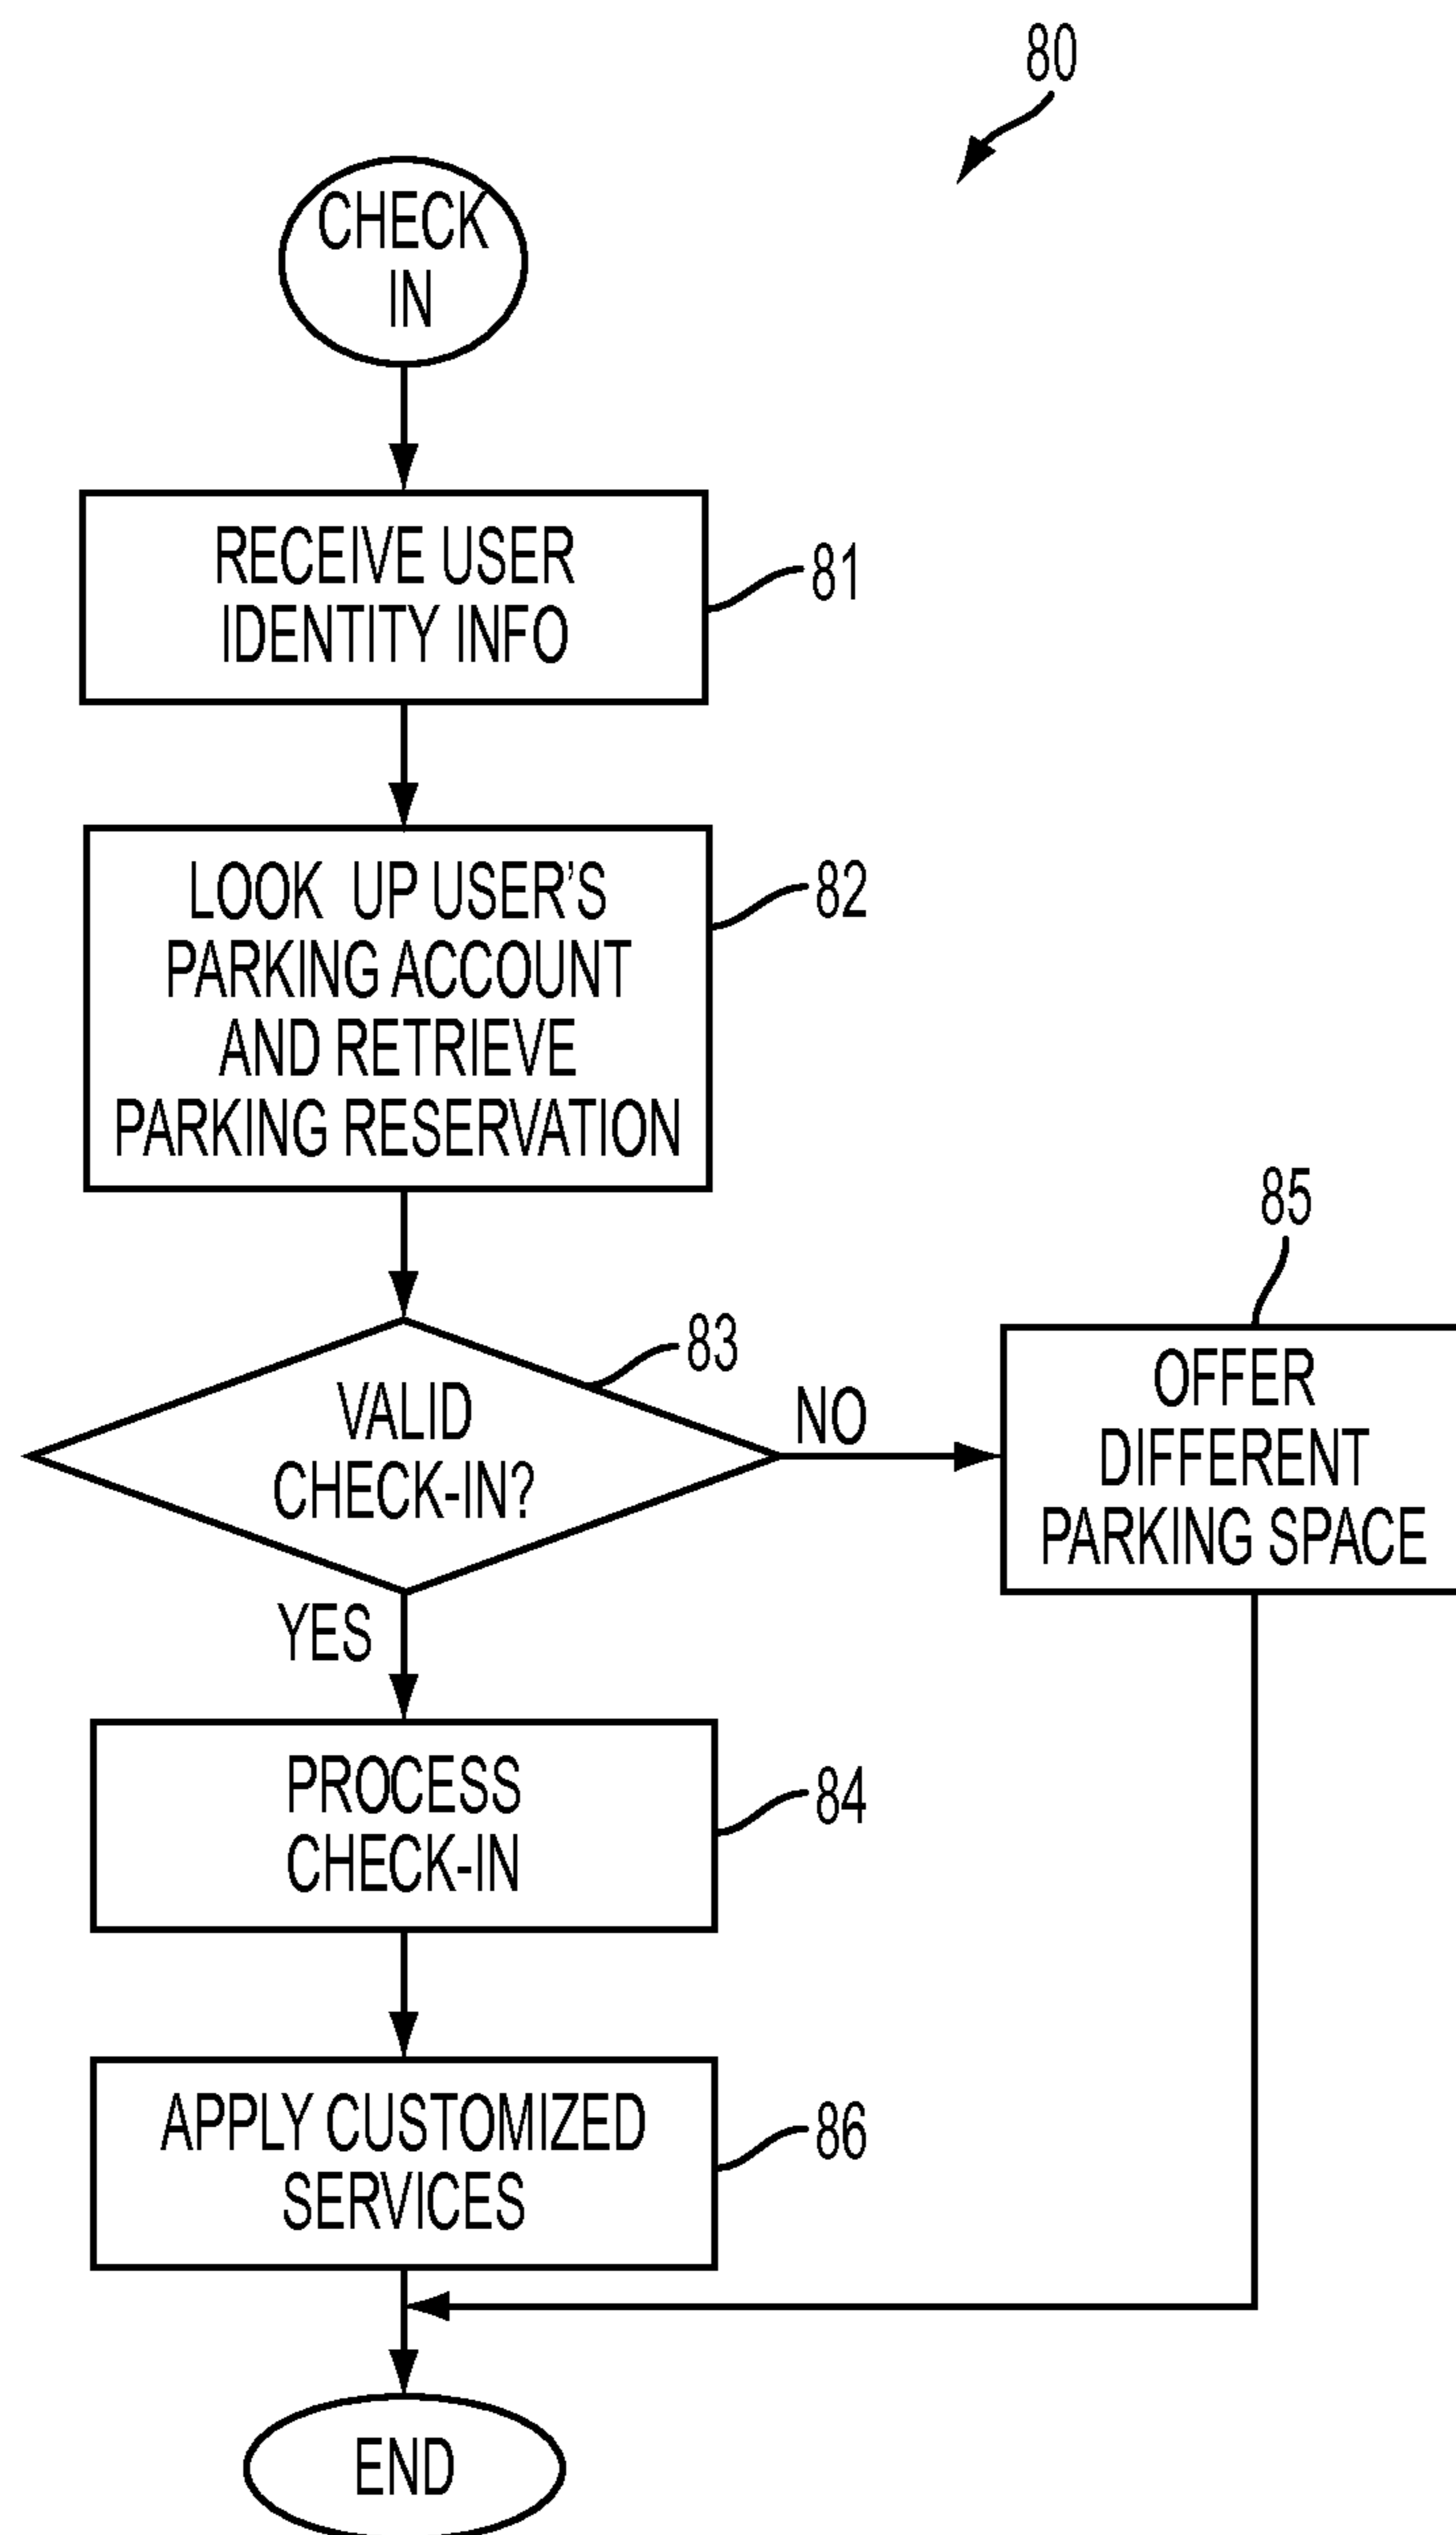 80
CHECK
IN
RECEIVE USER
IDENTITY INFO
81
LOOK UP USER'S
PARKING ACCOUNT
AND RETRIEVE
PARKING RESERVATION
82
VALID
CHECK-IN?
83
NO
85
OFFER
DIFFERENT
PARKING SPACE
YES
PROCESS
CHECK-IN
84
APPLY CUSTOMIZED
SERVICES
86
END